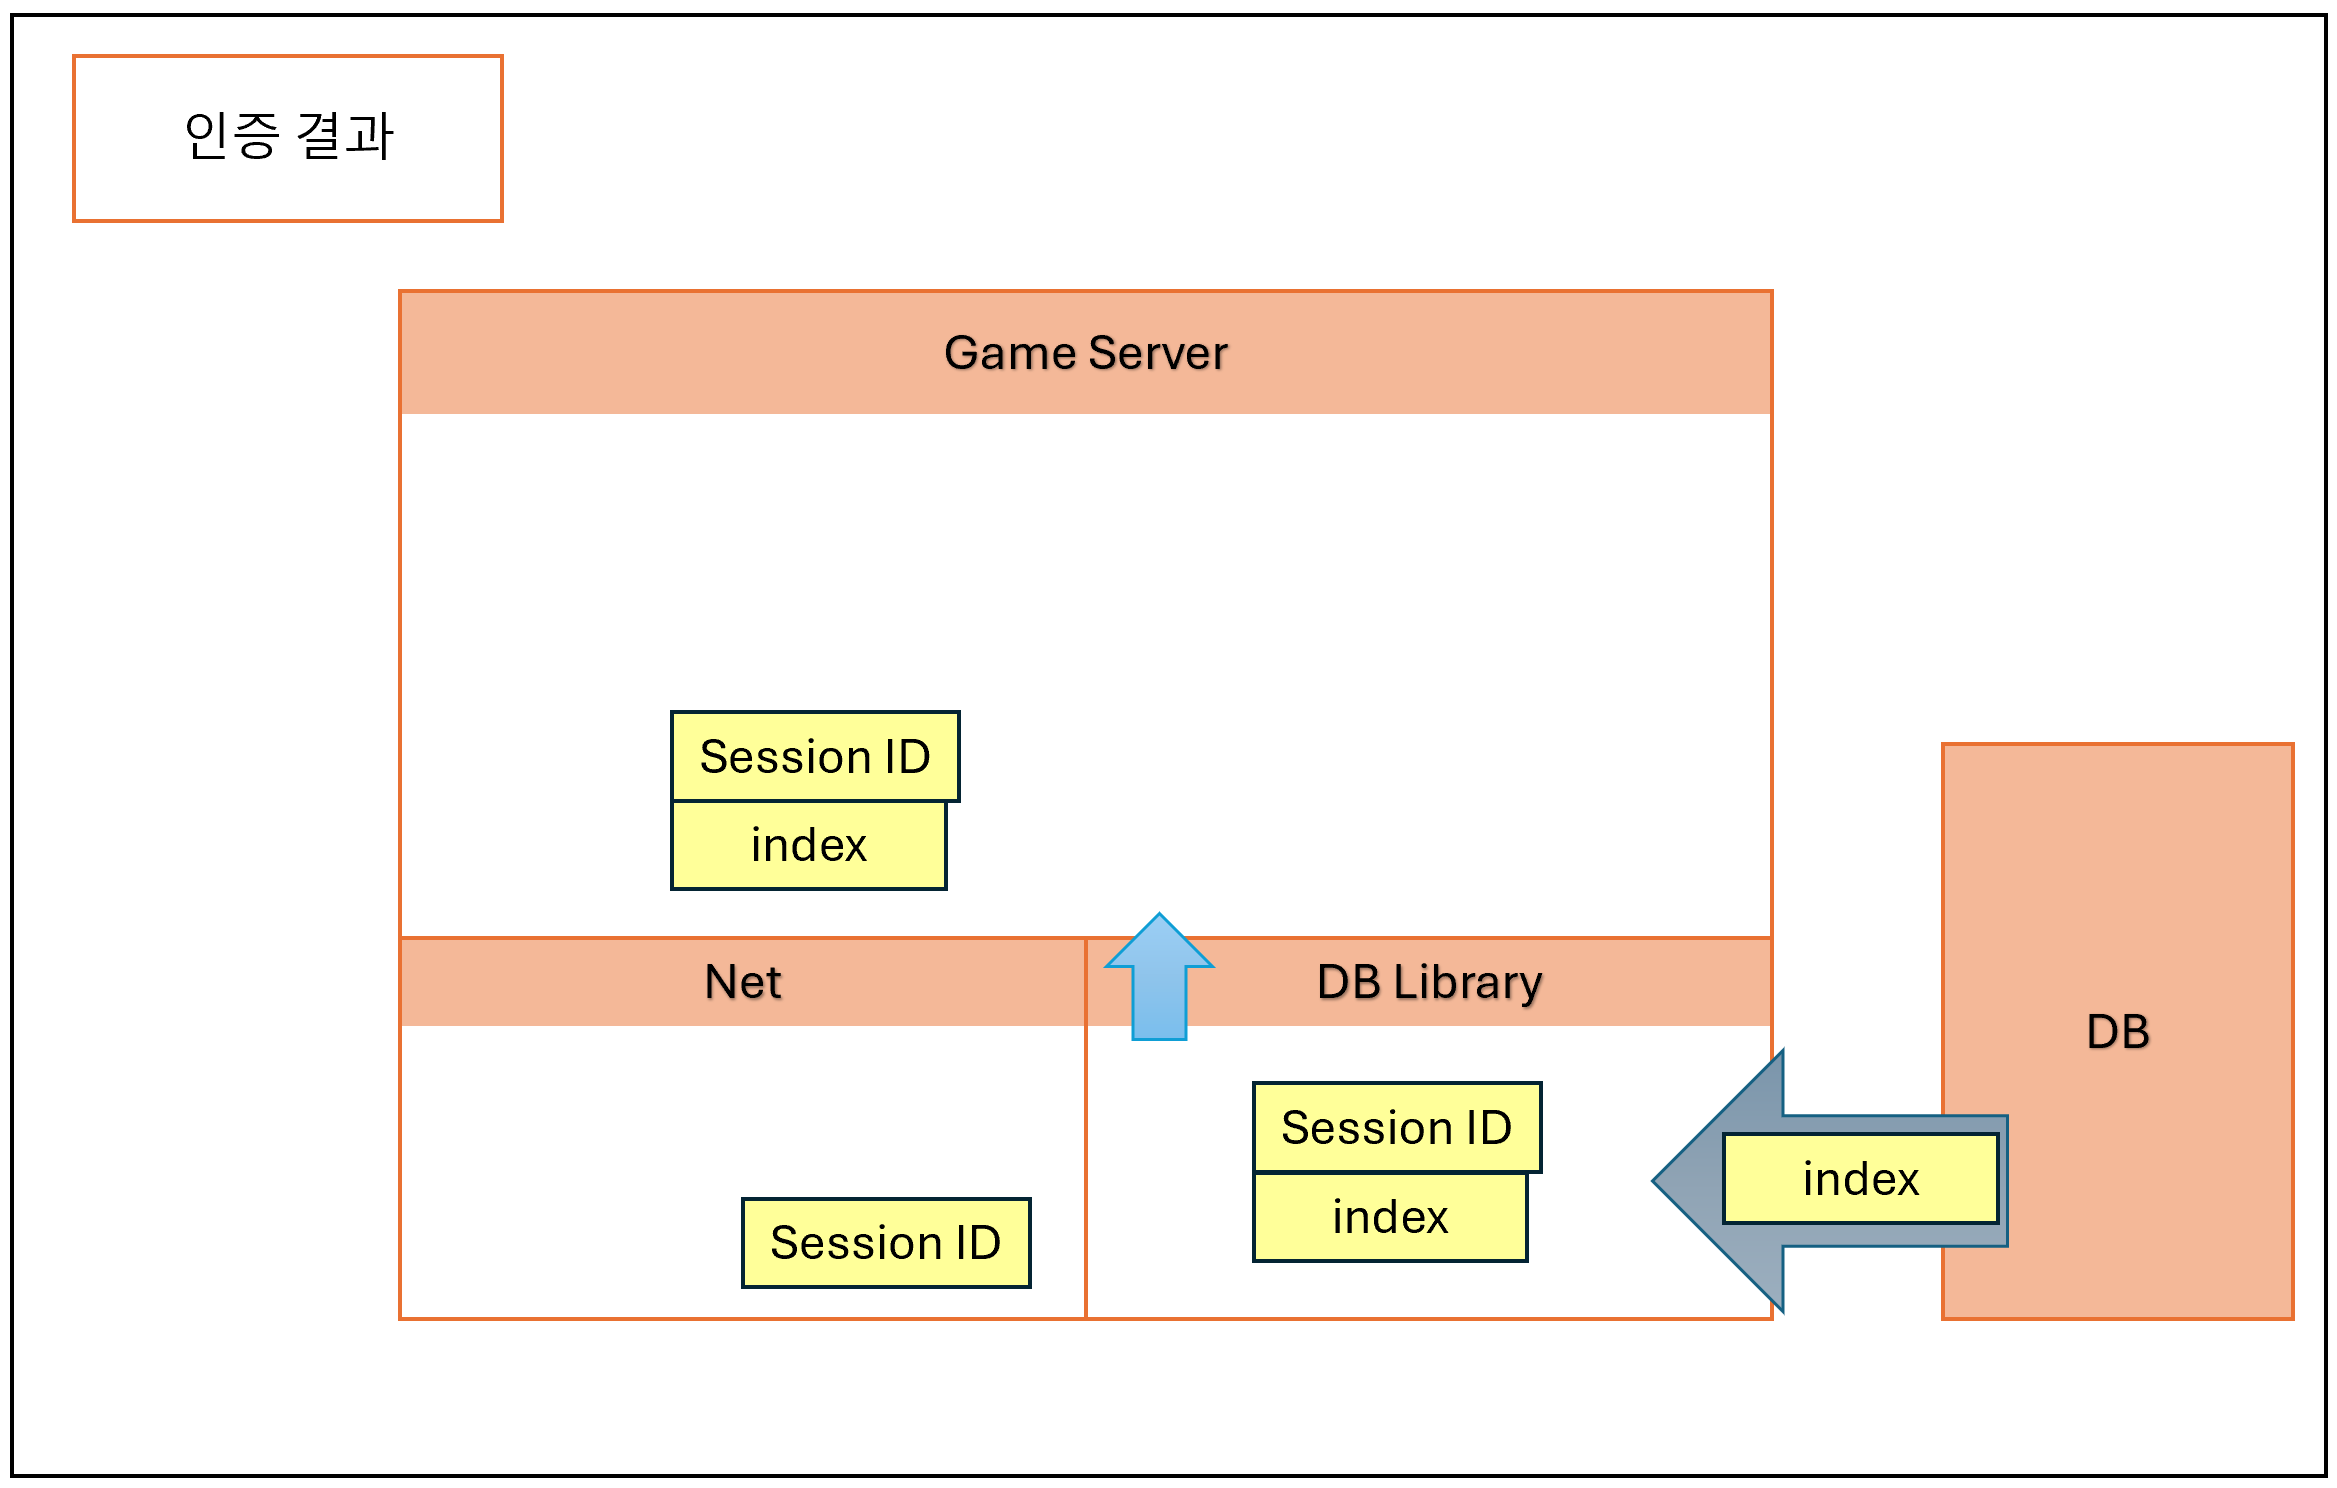 인증 결과
Game Server
Session ID
index
Net
DB Library
DB
Session ID
index
index
Session ID